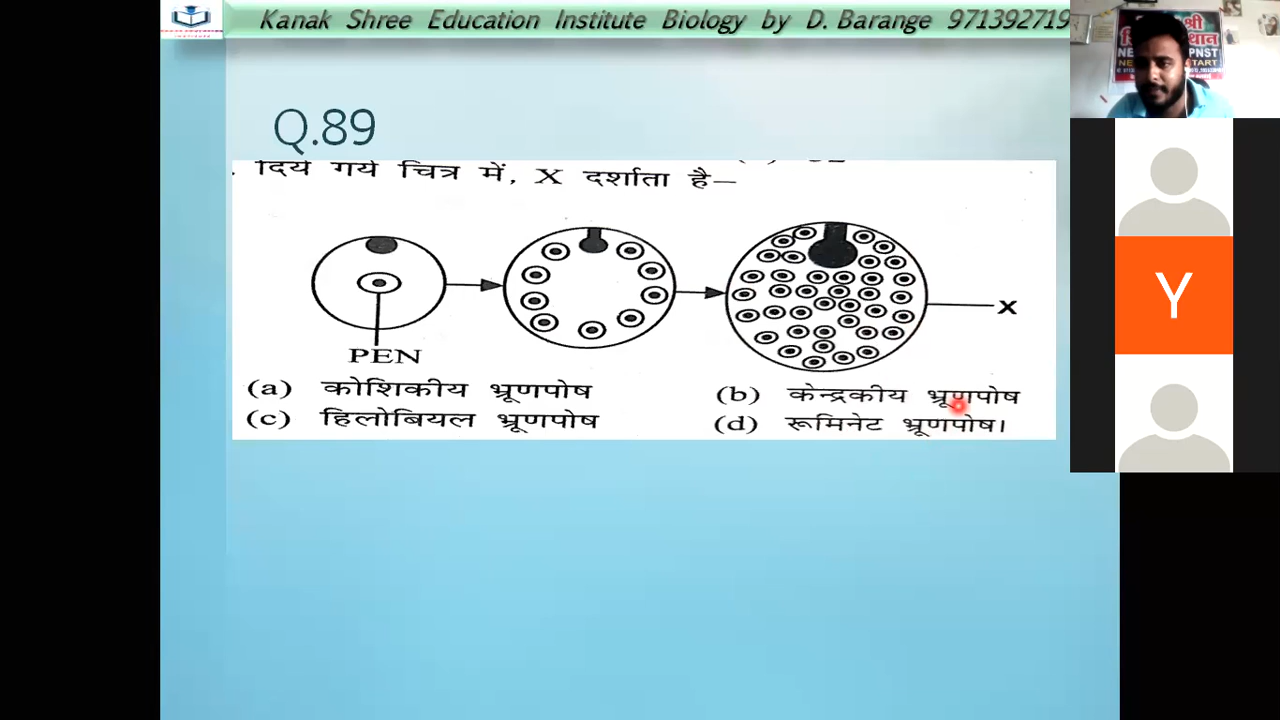 Kanak Shree Education Institute Biology by D. Barange 971392719
Q.89
दिये गये चित्र में, X दर्शाता है—
X
PEN
(a) कोशिकीय भ्रूणपोष
(b) केन्द्रकीय भ्रूणपोष
(c) हिलोबियल भ्रूणपोष
(d) रूमिनेट भ्रूणपोष।
Y